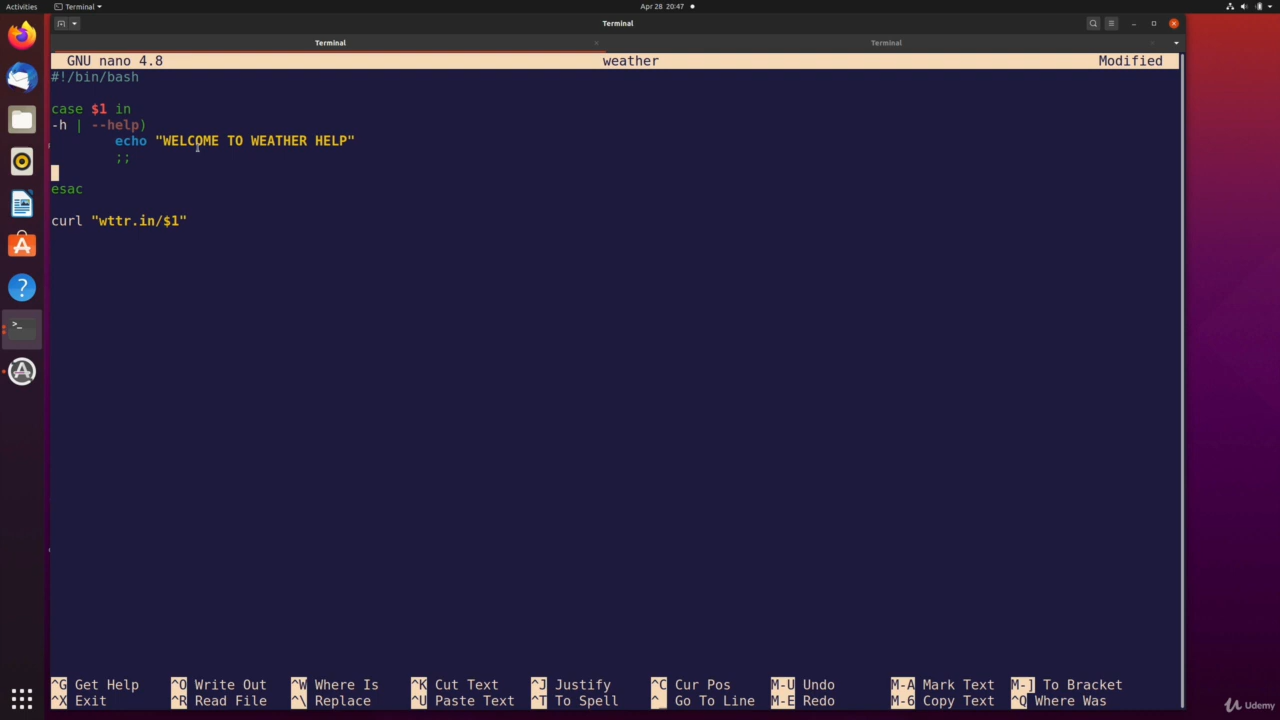 Activities Terminal Apr 28 20:47
Terminal
Terminal Terminal
GNU nano 4.8 weather Modified
#!/bin/bash
case $1 in
-h | --help)
echo "WELCOME TO WEATHER HELP"
;;
esac
curl "wttr.in/$1"
^G Get Help ^O Write Out ^W Where Is ^K Cut Text ^J Justify ^C Cur Pos M-U Undo M-A Mark Text M-] To Bracket
^X Exit ^R Read File ^\ Replace ^U Paste Text ^T To Spell ^_ Go To Line M-E Redo M-6 Copy Text ^Q Where Was
Udemy